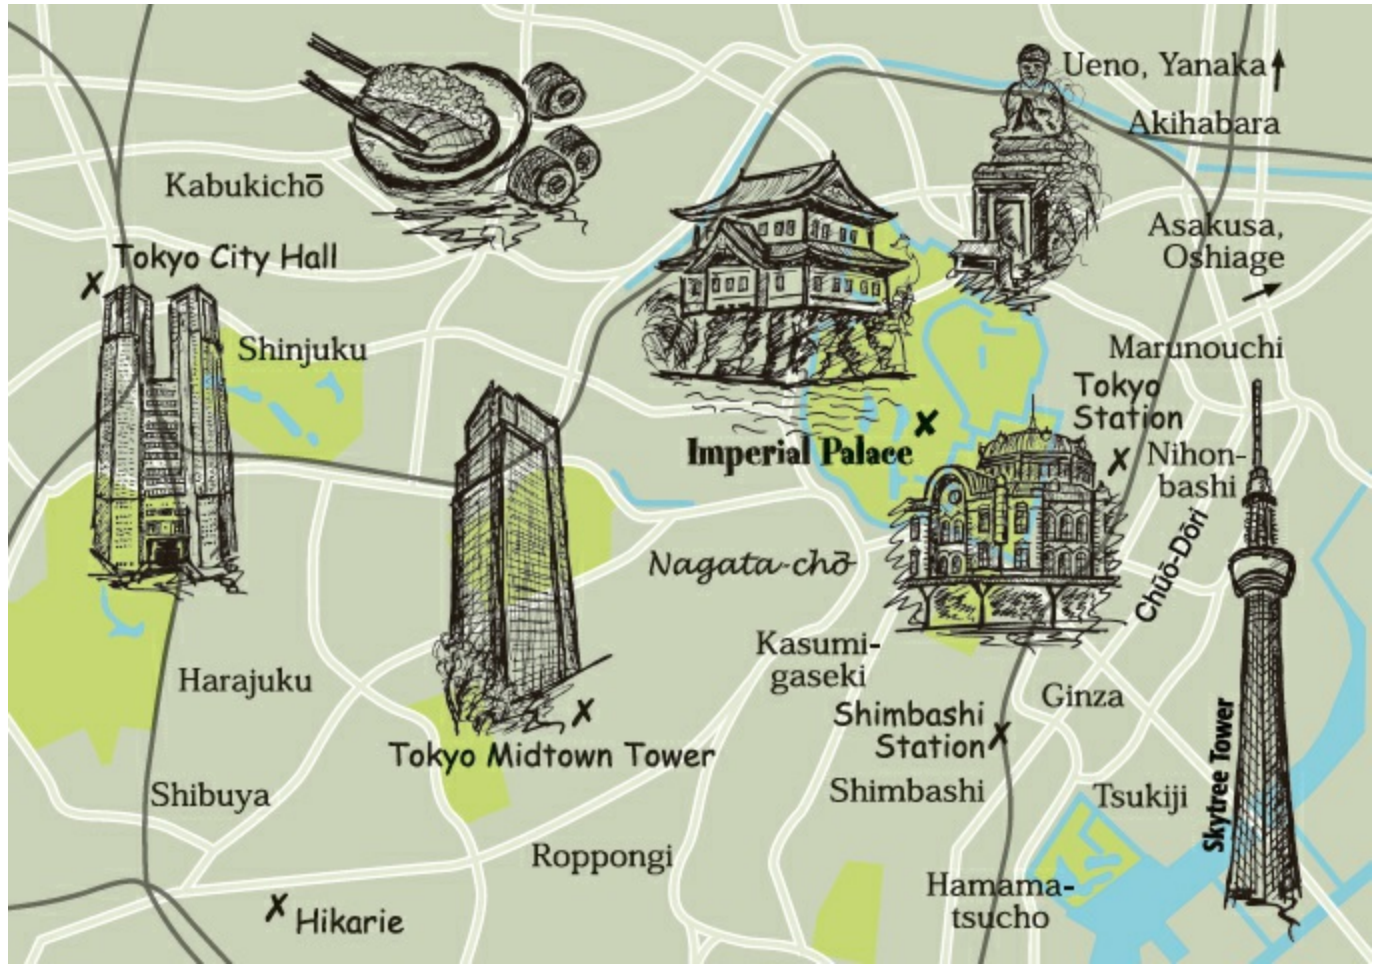 Ueno, Yanaka
Akihabara
Kabukichō
Asakusa,
Oshiage
Tokyo City Hall
Shinjuku
Marunouchi
Tokyo
Station
Imperial Palace
Nihon-
bashi
Chūō-Dōri
Nagata-chō
Kasumi-
gaseki
Harajuku
Ginza
Shimbashi
Station
Tokyo Midtown Tower
Skytree Tower
Shibuya
Shimbashi
Tsukiji
Roppongi
Hamama-
tsucho
Hikarie